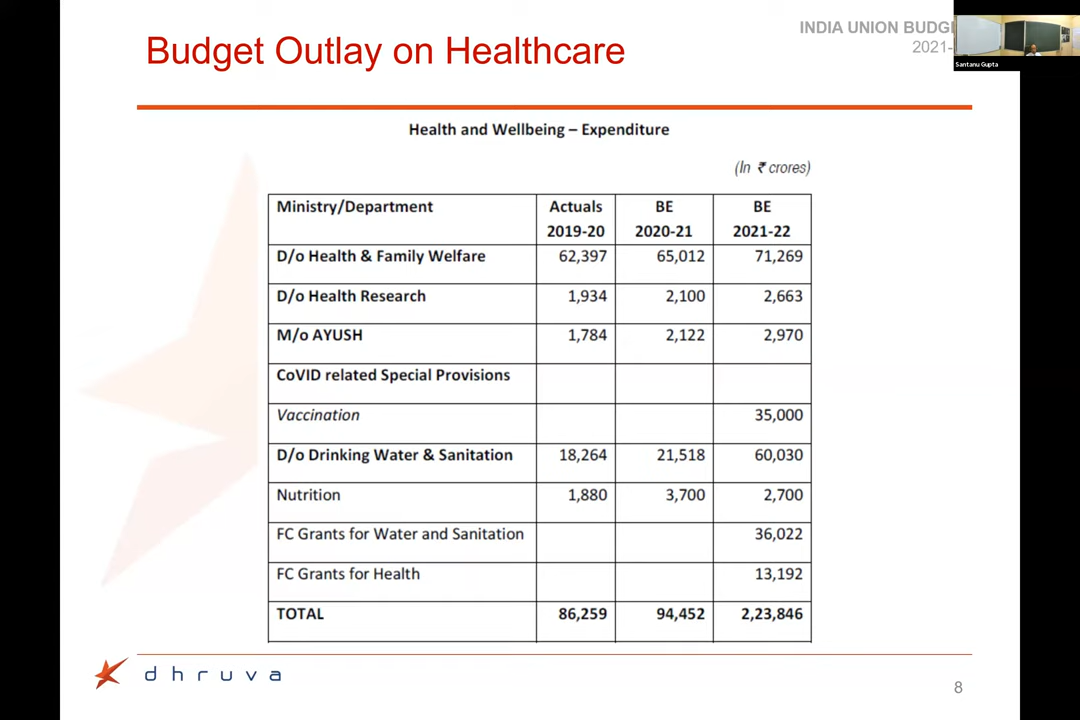 INDIA UNION BUDG
2021-
Santanu Gupta
Budget Outlay on Healthcare
Health and Wellbeing – Expenditure
(In ₹ crores)
Ministry/Department Actuals 2019-20 BE 2020-21 BE 2021-22
D/o Health & Family Welfare 62,397 65,012 71,269
D/o Health Research 1,934 2,100 2,663
M/o AYUSH 1,784 2,122 2,970
CoVID related Special Provisions
Vaccination 35,000
D/o Drinking Water & Sanitation 18,264 21,518 60,030
Nutrition 1,880 3,700 2,700
FC Grants for Water and Sanitation 36,022
FC Grants for Health 13,192
TOTAL 86,259 94,452 2,23,846
dhruva
8